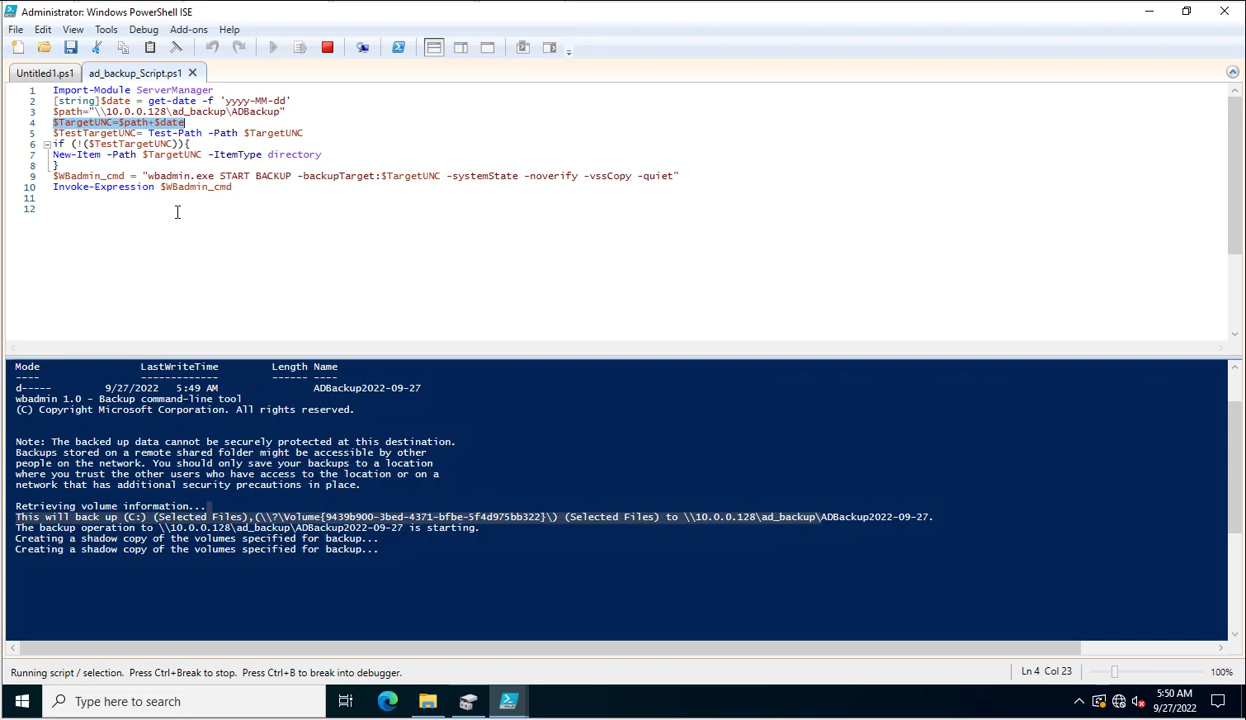 Administrator: Windows PowerShell ISE
File Edit View Tools Debug Add-ons Help
Untitled1.ps1 ad_backup_Script.ps1
1 Import-Module ServerManager
2 [string]$date = get-date -f 'yyyy-MM-dd'
3 $path="\\10.0.0.128\ad_backup\ADBackup"
4 $TargetUNC=$path+$date
5 $TestTargetUNC= Test-Path -Path $TargetUNC
6 if (!($TestTargetUNC)){
7 New-Item -Path $TargetUNC -ItemType directory
8 }
9 $WBadmin_cmd = "wbadmin.exe START BACKUP -backupTarget:$TargetUNC -systemState -noverify -vssCopy -quiet"
10 Invoke-Expression $WBadmin_cmd
11
12
Mode LastWriteTime Length Name
---- ------------- ------ ----
d----- 9/27/2022 5:49 AM ADBackup2022-09-27
wbadmin 1.0 - Backup command-line tool
(C) Copyright Microsoft Corporation. All rights reserved.
Note: The backed up data cannot be securely protected at this destination.
Backups stored on a remote shared folder might be accessible by other
people on the network. You should only save your backups to a location
where you trust the other users who have access to the location or on a
network that has additional security precautions in place.
Retrieving volume information...
This will back up (C:) (Selected Files),(\\?\Volume{9439b900-3bed-4371-bfbe-5f4d975bb322}\) (Selected Files) to \\10.0.0.128\ad_backup\ADBackup2022-09-27.
The backup operation to \\10.0.0.128\ad_backup\ADBackup2022-09-27 is starting.
Creating a shadow copy of the volumes specified for backup...
Creating a shadow copy of the volumes specified for backup...
Running script / selection. Press Ctrl+Break to stop. Press Ctrl+B to break into debugger.
Ln 4 Col 23
100%
Type here to search
5:50 AM
9/27/2022